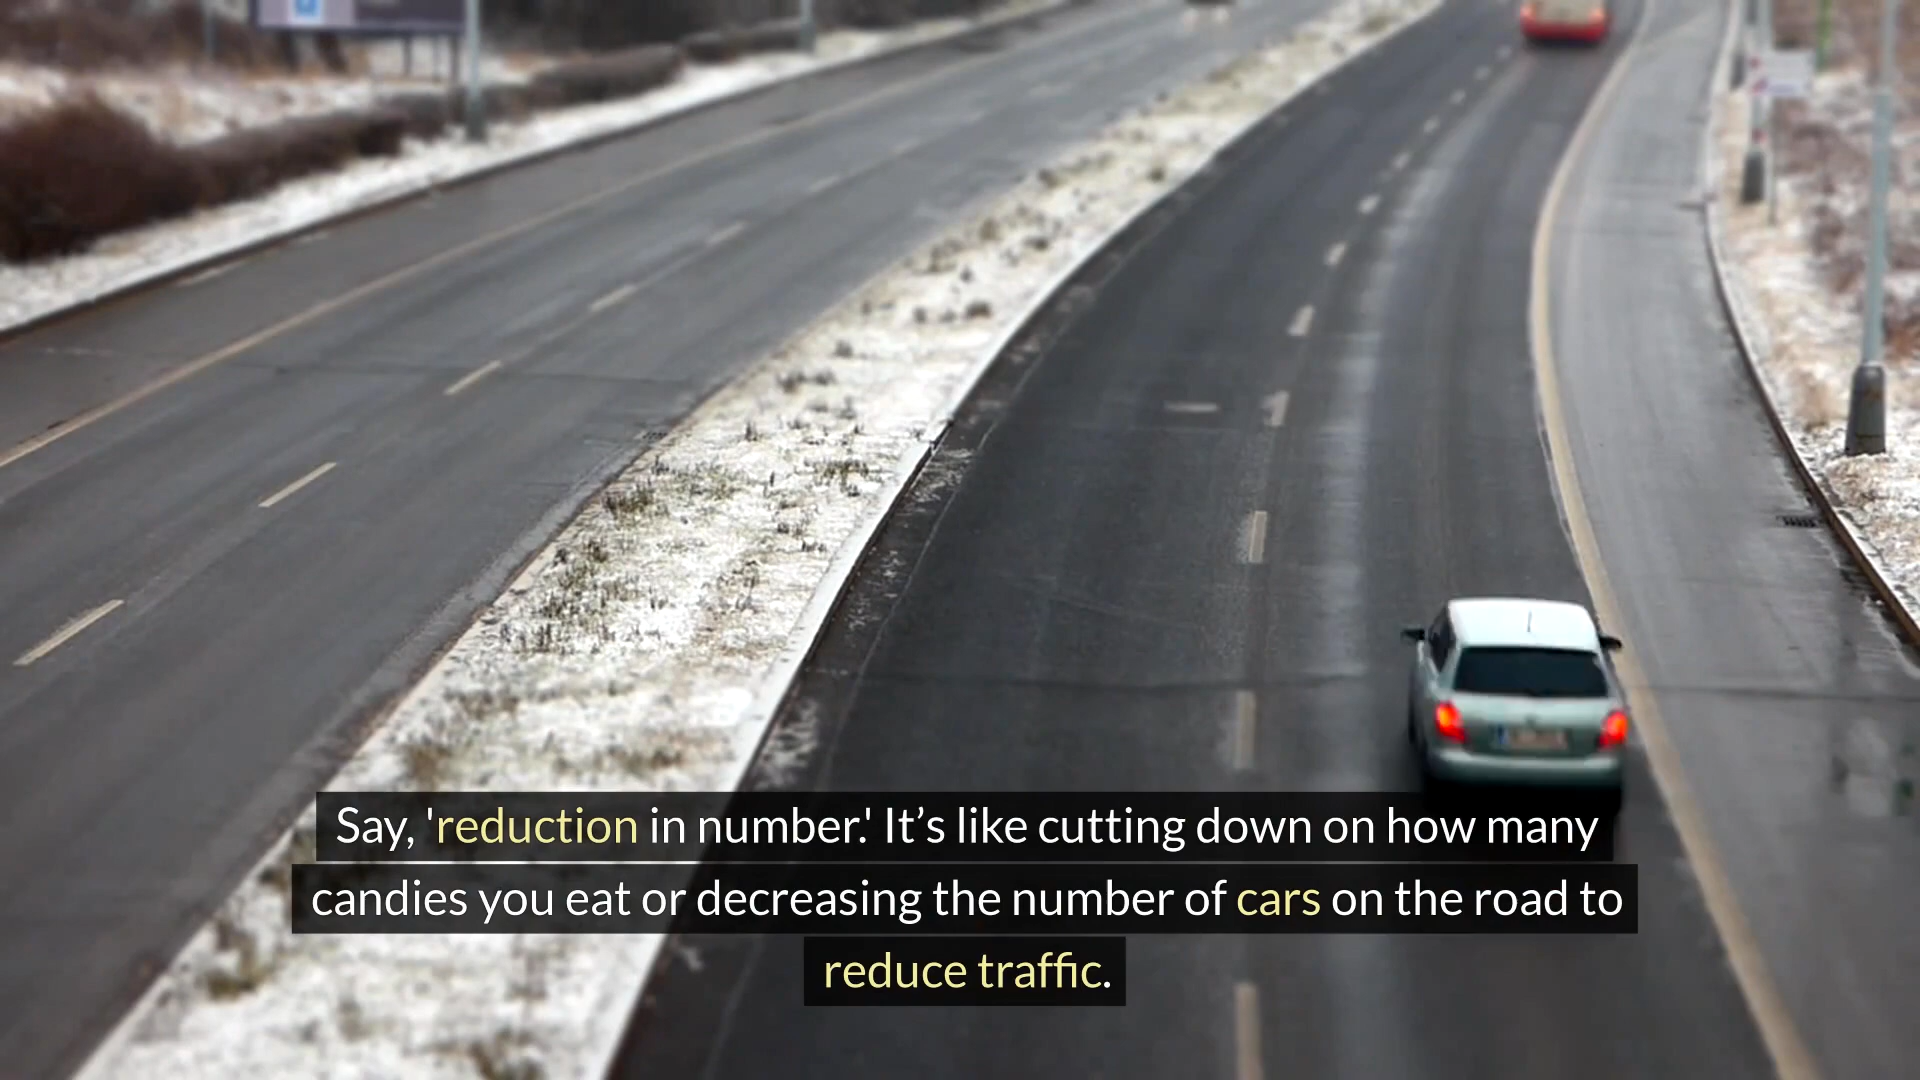 Say, 'reduction in number.' It’s like cutting down on how many
candies you eat or decreasing the number of cars on the road to
reduce traffic.